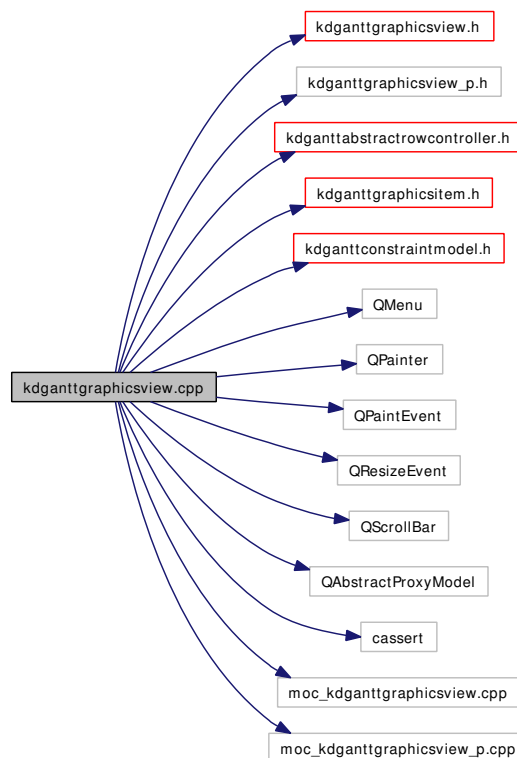 kdganttgraphicsview.h
kdganttgraphicsview_p.h
kdganttabstractrowcontroller.h
kdganttgraphicsitem.h
kdganttconstraintmodel.h
QMenu
QPainter
kdganttgraphicsview.cpp
QPaintEvent
QResizeEvent
QScrollBar
QAbstractProxyModel
cassert
moc_kdganttgraphicsview.cpp
moc_kdganttgraphicsview_p.cpp